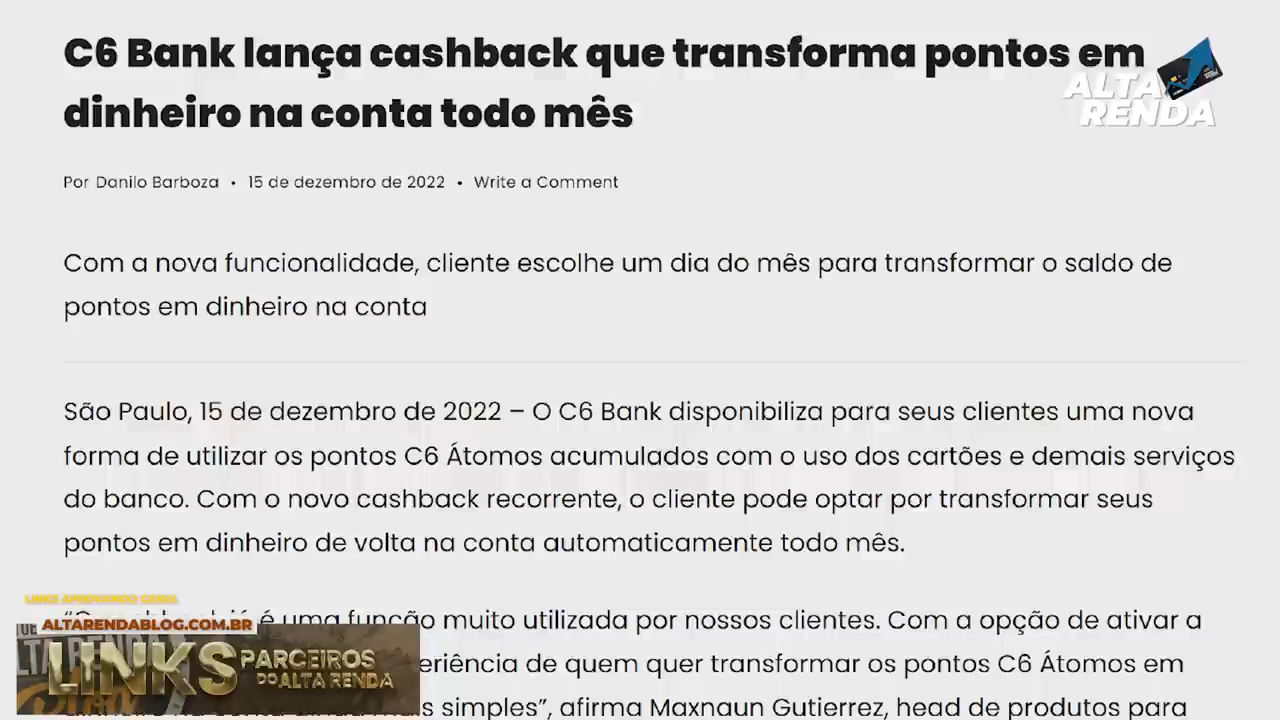 C6 Bank lança cashback que transforma pontos em
dinheiro na conta todo mês
ALTA
RENDA
Por Danilo Barboza • 15 de dezembro de 2022 • Write a Comment
Com a nova funcionalidade, cliente escolhe um dia do mês para transformar o saldo de
pontos em dinheiro na conta
São Paulo, 15 de dezembro de 2022 – O C6 Bank disponibiliza para seus clientes uma nova
forma de utilizar os pontos C6 Átomos acumulados com o uso dos cartões e demais serviços
do banco. Com o novo cashback recorrente, o cliente pode optar por transformar seus
pontos em dinheiro de volta na conta automaticamente todo mês.
LINKS APROVANDO GERAL
é uma função muito utilizada por nossos clientes. Com a opção de ativar a
ALTARENDABLOG.COM.BR
LINKS PARCEIROS
DO ALTA RENDA
de quem quer transformar os pontos C6 Átomos em
simples”, afirma Maxnaun Gutierrez, head de produtos para